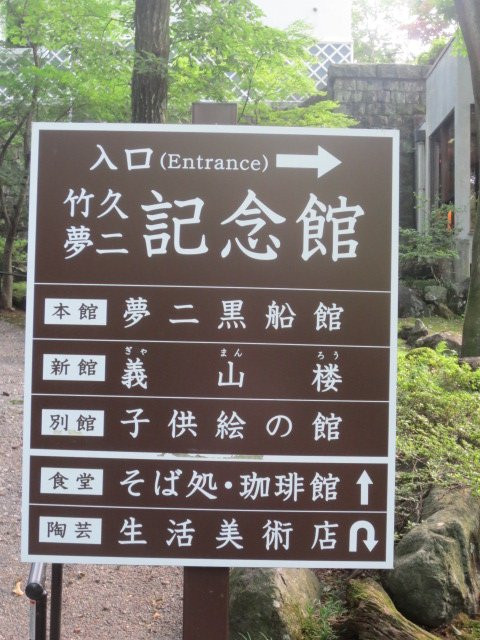 入口(Entrance)→
竹久夢二記念館
本館 夢二黒船館
新館 義山楼
ぎゃ まん ろう
別館 子供絵の館
食堂 そば処・珈琲館↑
陶芸 生活美術店